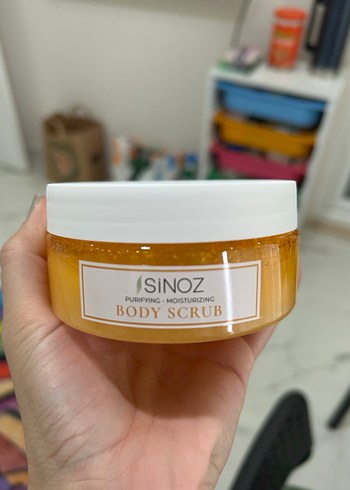 SiNOZ
PURIFYING - MOISTURIZING
BODY SCRUB